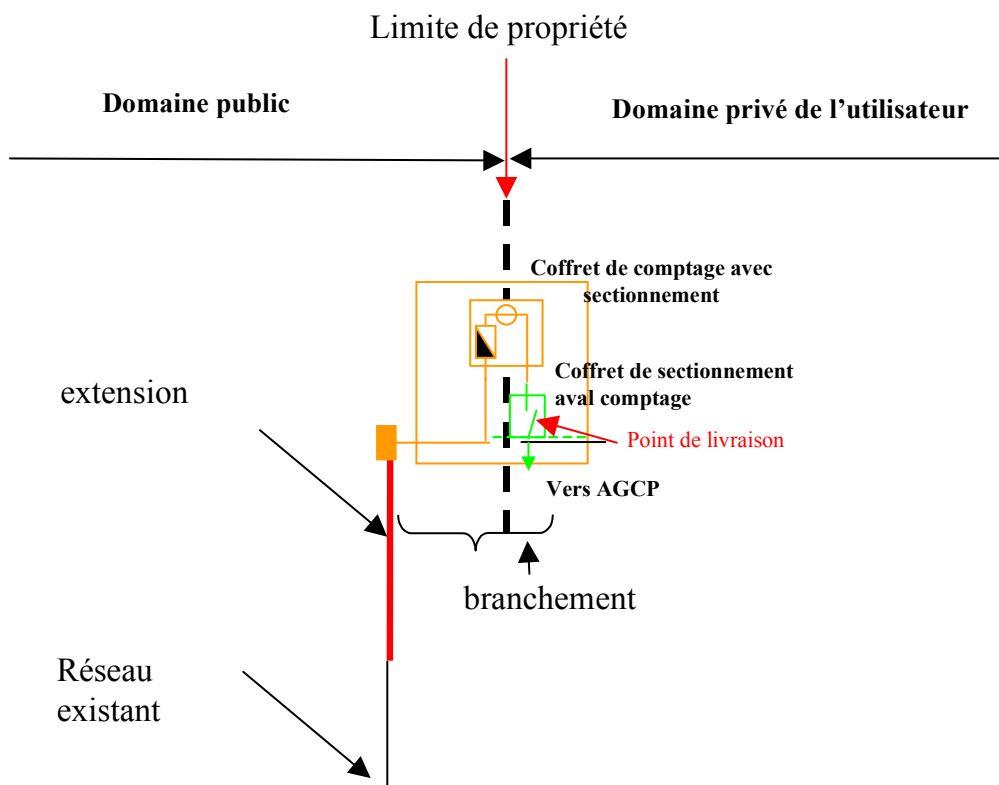 Limite de propriété
Domaine public
Domaine privé de l’utilisateur
Coffret de comptage avec
sectionnement
Coffret de sectionnement
aval comptage
extension
Point de livraison
Vers AGCP
branchement
Réseau
existant